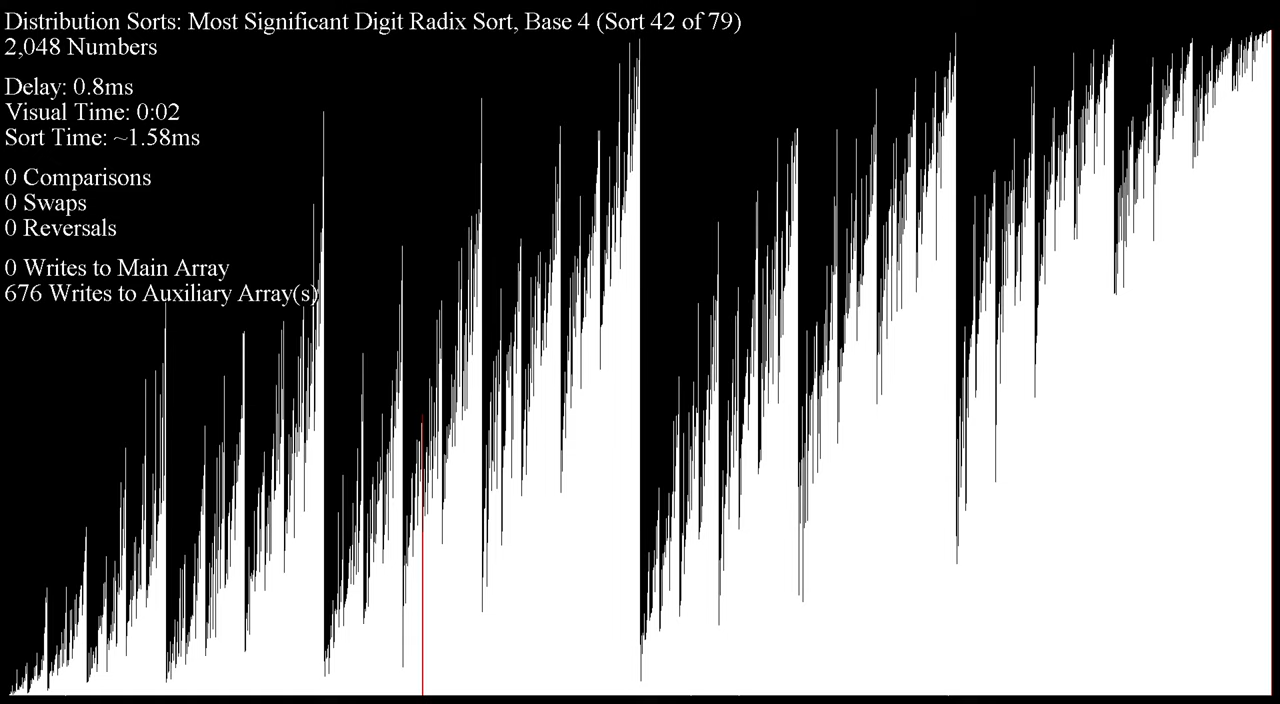 Distribution Sorts: Most Significant Digit Radix Sort, Base 4 (Sort 42 of 79)
2,048 Numbers
Delay: 0.8ms
Visual Time: 0:02
Sort Time: ~1.58ms
0 Comparisons
0 Swaps
0 Reversals
0 Writes to Main Array
676 Writes to Auxiliary Array(s)